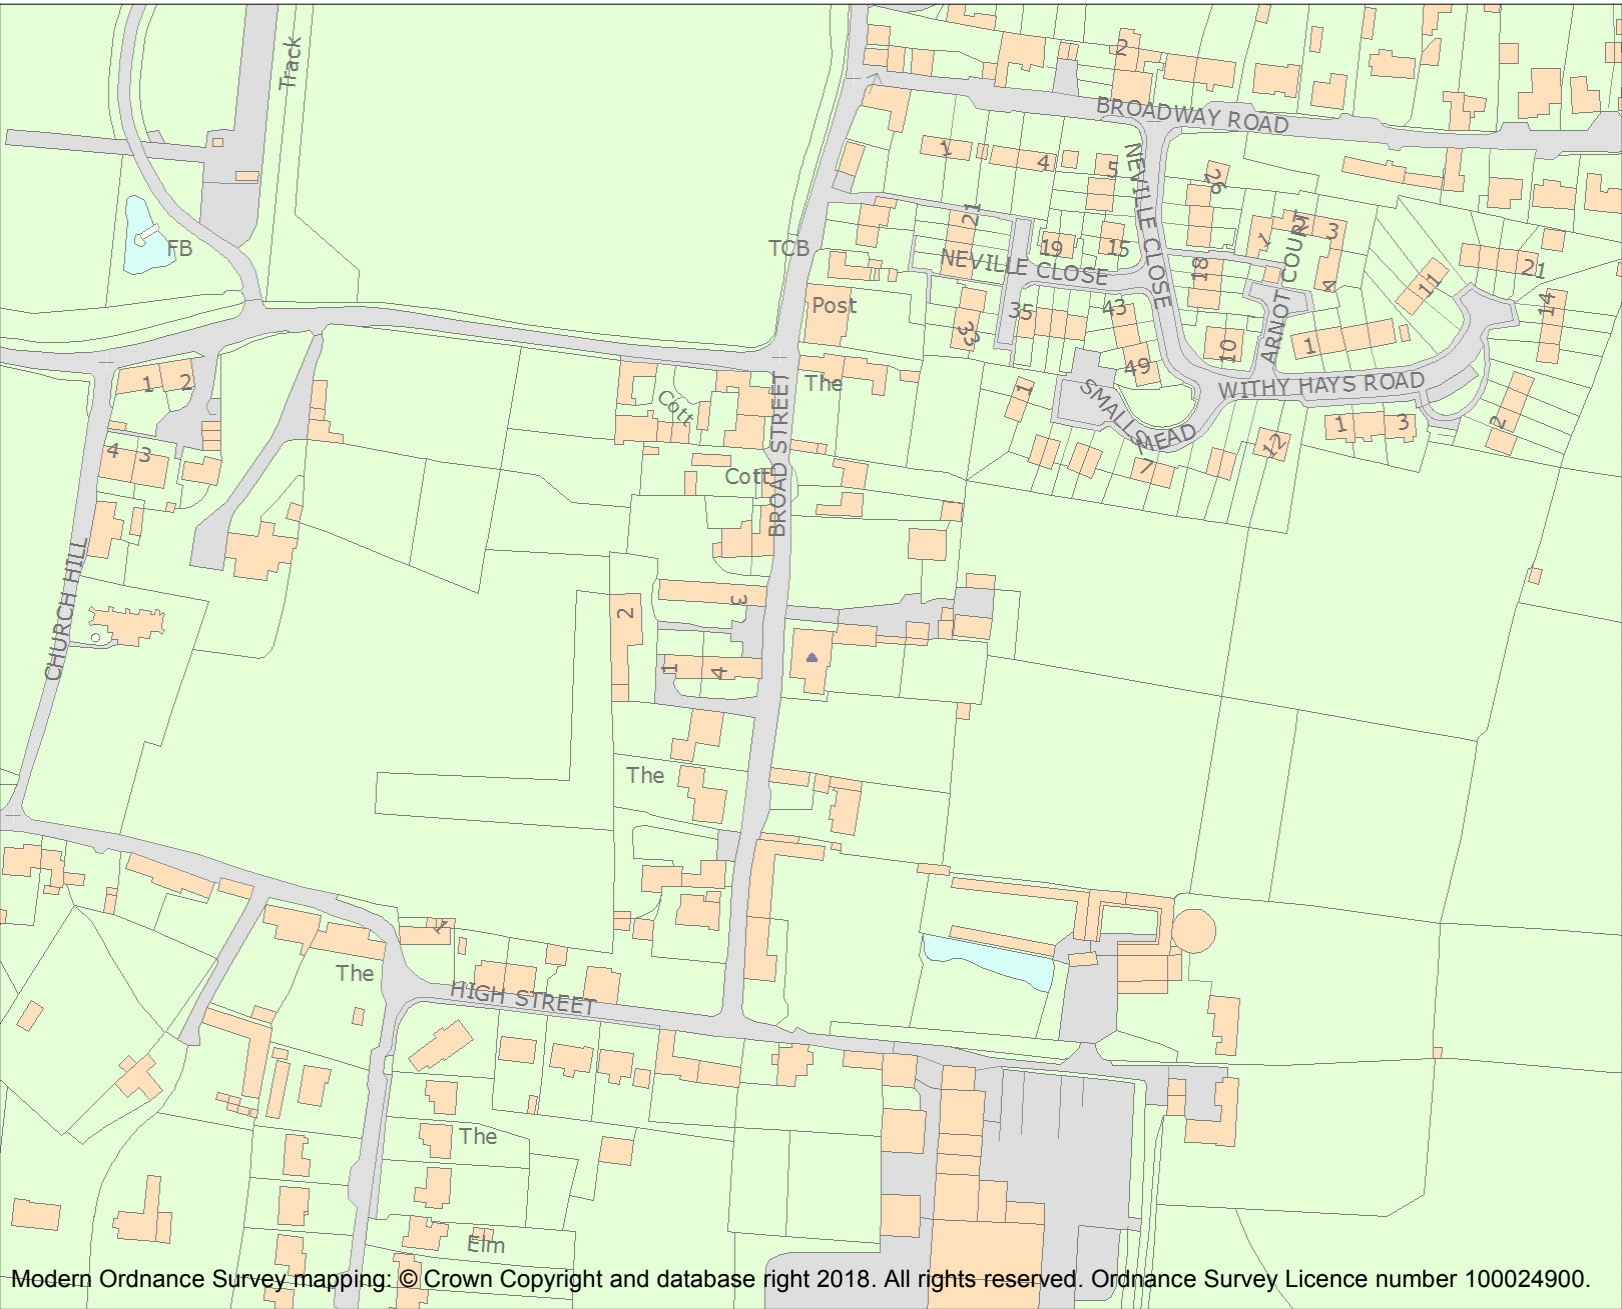 Track
2
BROADWAY ROAD
NEVILLE CLOSE
1
4
5
26
21
19
15
TCB
FB
NEVILLE CLOSE
18
1
2
3
4
ARNOT COURT
11
21
14
Post
33
35
43
49
10
1
WITHY HAYS ROAD
1
2
The
Cott
BROAD STREET
1
SMALLS
MEAD
7
12
1
3
2
4
3
Cott
CHURCH HILL
2
3
1
4
The
1
The
HIGH STREET
The
Elm
Modern Ordnance Survey mapping: © Crown Copyright and database right 2018. All rights reserved. Ordnance Survey Licence number 100024900.